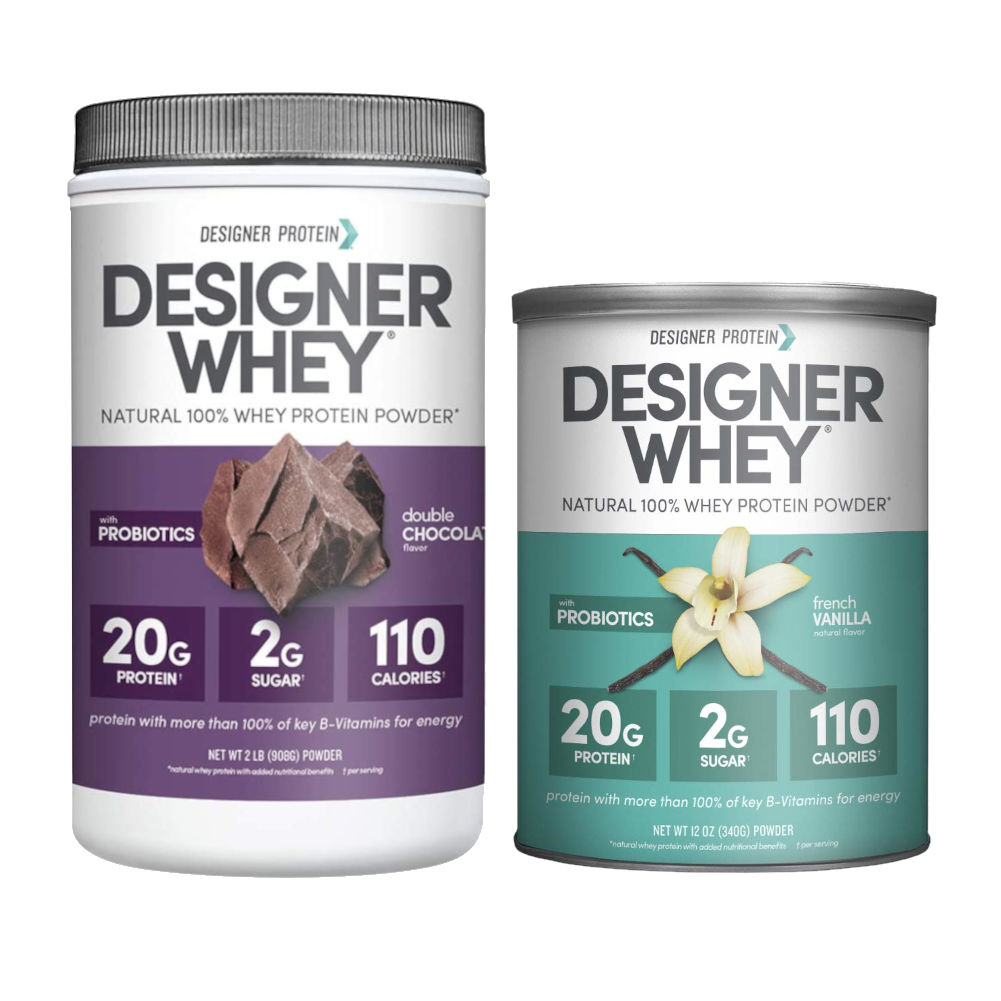 DESIGNER PROTEIN
DESIGNER
WHEY®
NATURAL 100% WHEY PROTEIN POWDER*
with
PROBIOTICS
double
CHOCOLAT
flavor
20G
PROTEIN†
2G
SUGAR†
110
CALORIES†
protein with more than 100% of key B-Vitamins for energy
NET WT 2 LB (908G) POWDER
*natural whey protein with added nutritional benefits † per serving
DESIGNER PROTEIN
DESIGNER
WHEY®
NATURAL 100% WHEY PROTEIN POWDER*
with
PROBIOTICS
french
VANILLA
natural flavor
20G
PROTEIN†
2G
SUGAR†
110
CALORIES†
protein with more than 100% of key B-Vitamins for energy
NET WT 12 OZ (340G) POWDER
*natural whey protein with added nutritional benefits † per serving